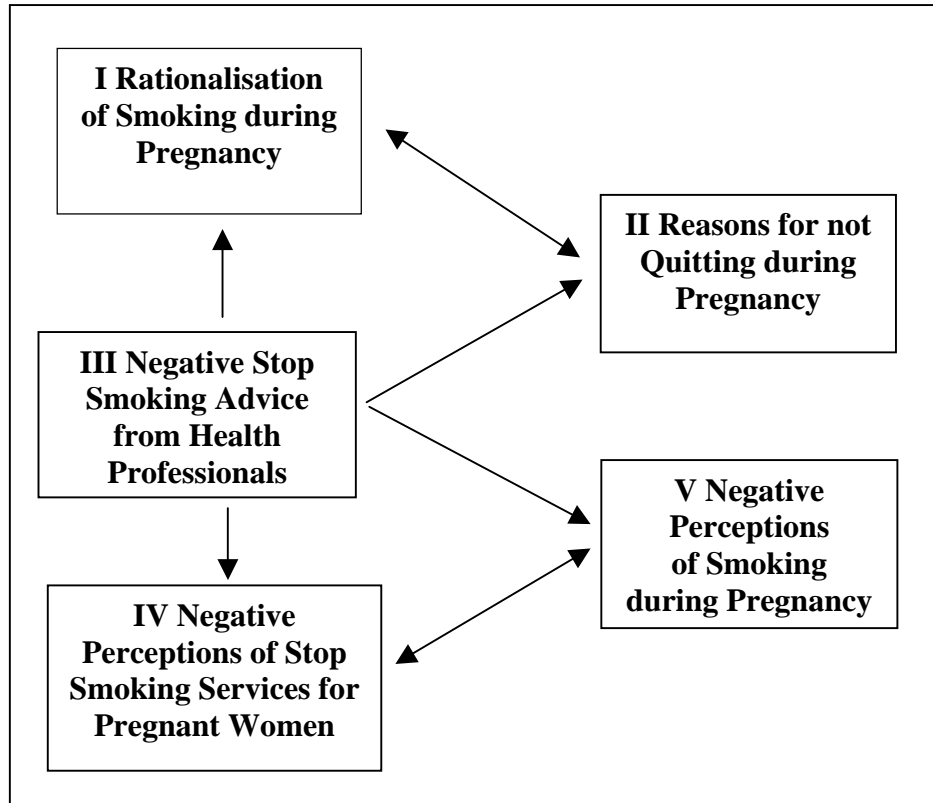 I Rationalisation
of Smoking during
Pregnancy
II Reasons for not
Quitting during
Pregnancy
III Negative Stop
Smoking Advice
from Health
Professionals
IV Negative
Perceptions of Stop
Smoking Services for
Pregnant Women
V Negative
Perceptions
of Smoking
during Pregnancy